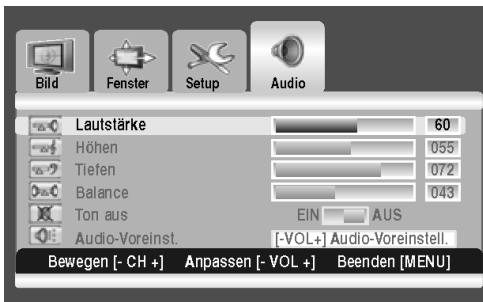 Bild Fenster Setup Audio
Lautstärke 60
Höhen 055
Tiefen 072
Balance 043
Ton aus EIN AUS
Audio-Voreinst. [-VOL+] Audio-Voreinstell.
Bewegen [- CH +] Anpassen [- VOL +] Beenden [MENU]